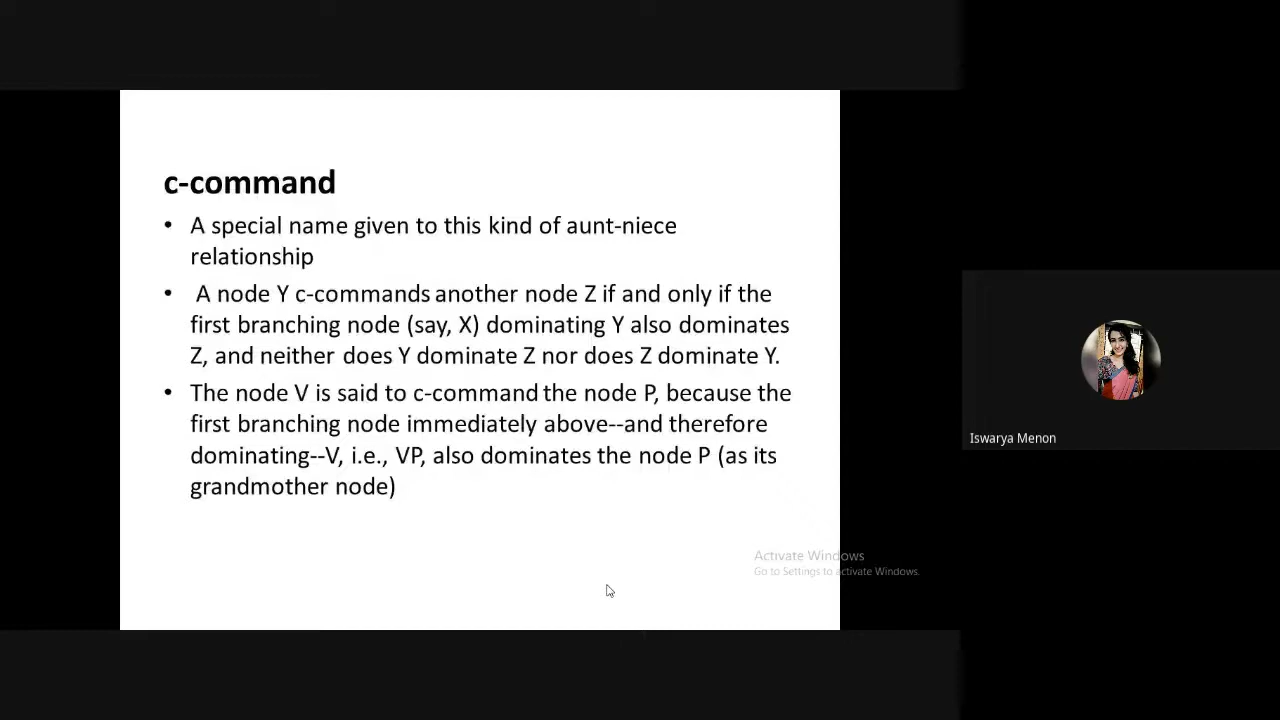 c-command
• A special name given to this kind of aunt-niece
relationship
• A node Y c-commands another node Z if and only if the
first branching node (say, X) dominating Y also dominates
Z, and neither does Y dominate Z nor does Z dominate Y.
• The node V is said to c-command the node P, because the
first branching node immediately above--and therefore
dominating--V, i.e., VP, also dominates the node P (as its
grandmother node)
Iswarya Menon
Activate Windows
Go to Settings to activate Windows.